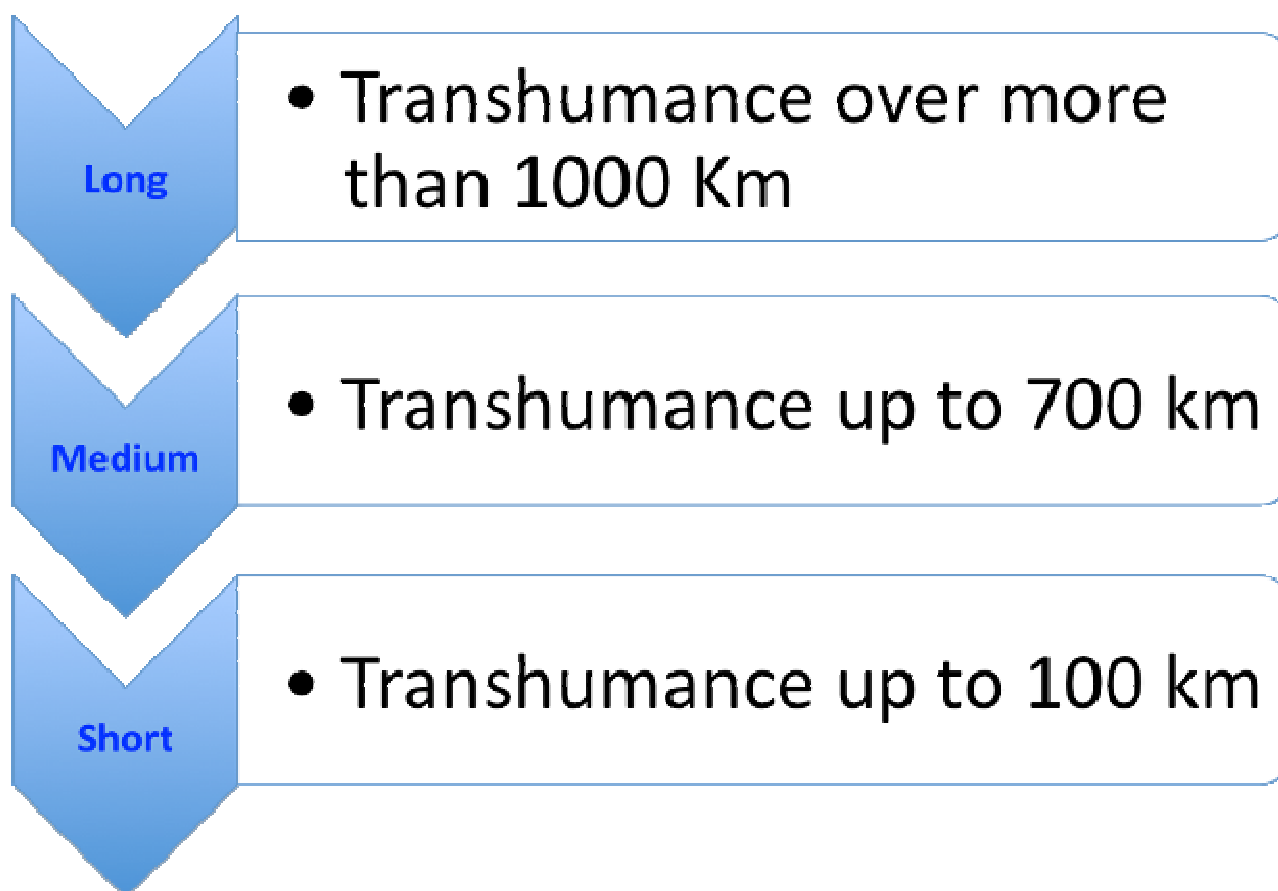 Long
• Transhumance over more
than 1000 Km
Medium
• Transhumance up to 700 km
Short
• Transhumance up to 100 km